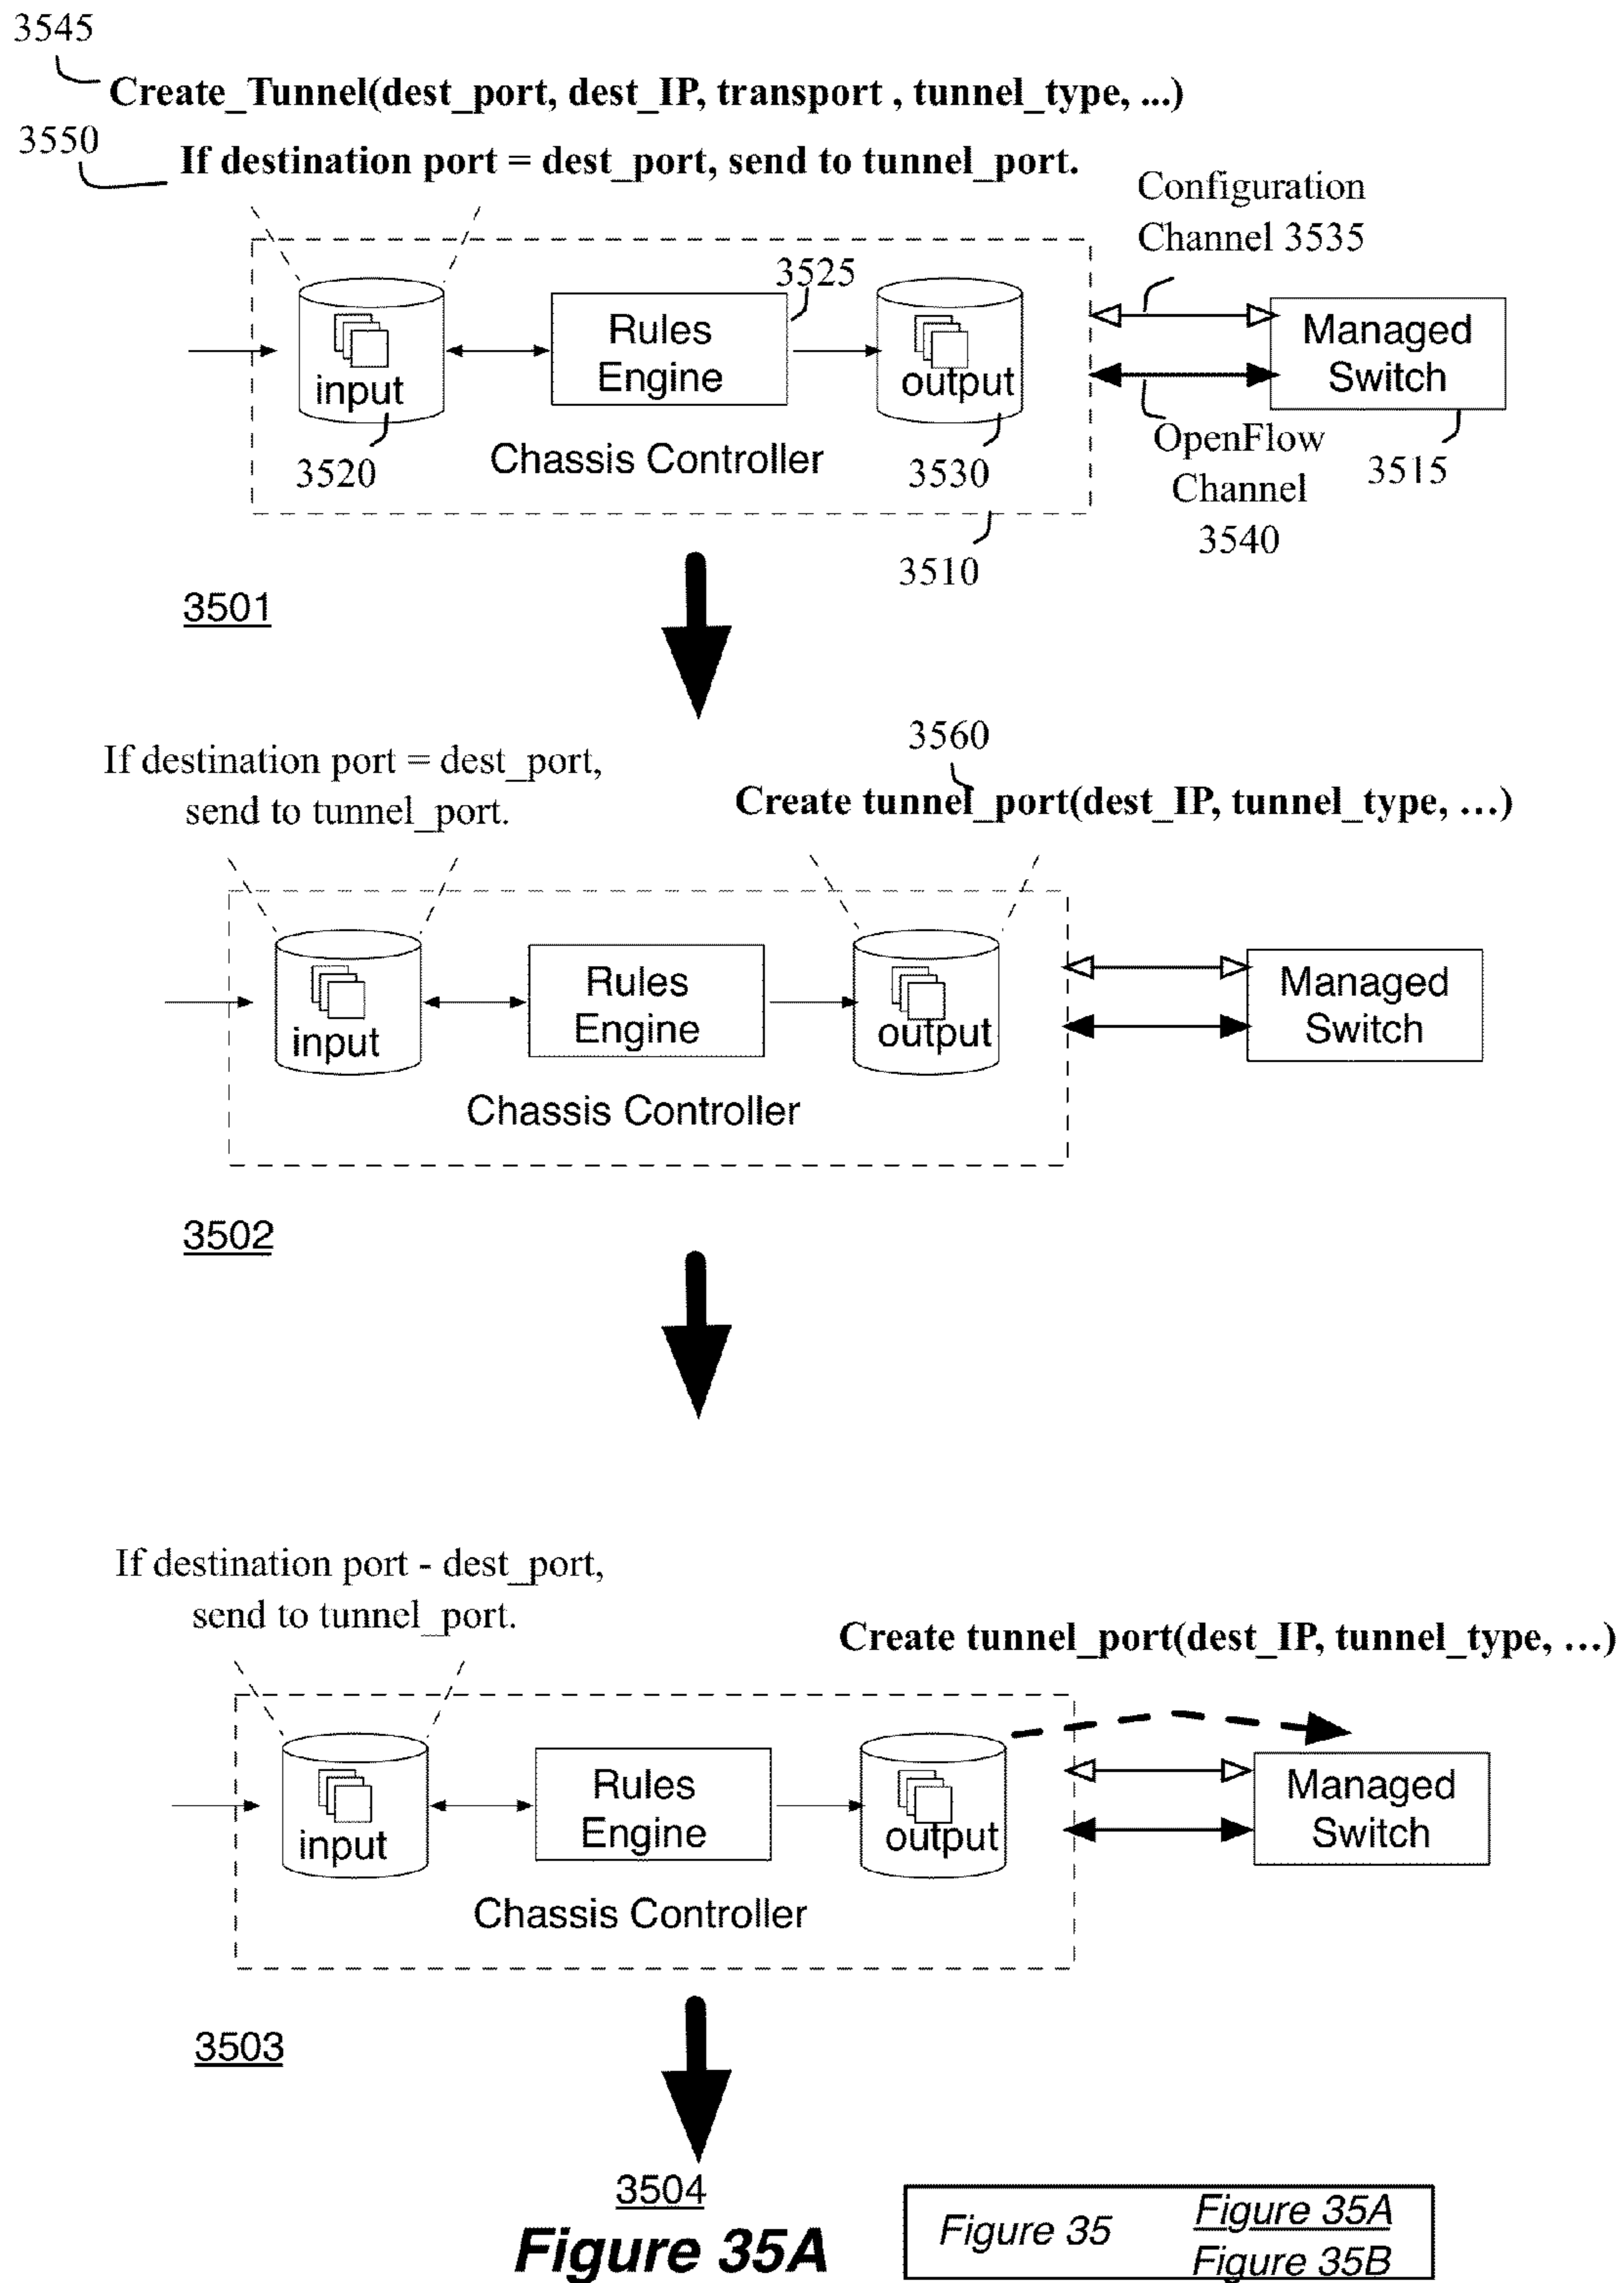 3545
Create_Tunnel(dest_port, dest_IP, transport , tunnel_type, ...)
3550
If destination port = dest_port, send to tunnel_port.
Configuration
Channel 3535
3525
Rules
Engine
input
output
Managed
Switch
3520
Chassis Controller
3530
OpenFlow
Channel
3540
3515
3510
3501
If destination port = dest_port,
send to tunnel_port.
3560
Create tunnel_port(dest_IP, tunnel_type, …)
input
Rules
Engine
output
Managed
Switch
Chassis Controller
3502
If destination port - dest_port,
send to tunnel_port.
Create tunnel_port(dest_IP, tunnel_type, …)
input
Rules
Engine
output
Managed
Switch
Chassis Controller
3503
3504
Figure 35A
Figure 35
Figure 35A
Figure 35B